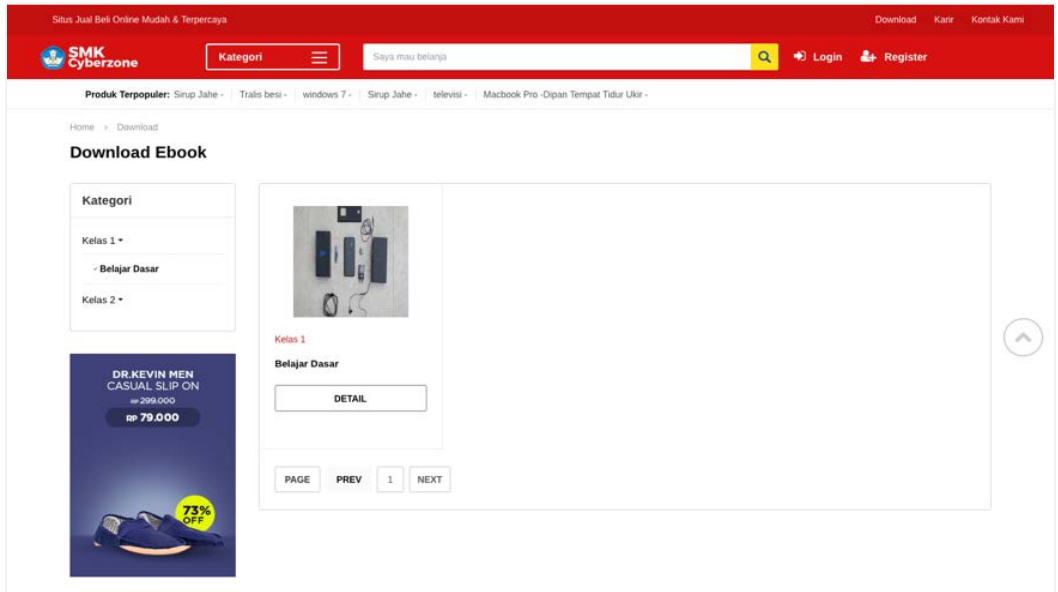 Situs Jual Beli Online Mudah & Terpercaya
Download Karir Kontak Kami
SMK
Cyberzone
Kategori
Saya mau belanja
Login
Register
Produk Terpopuler: Sirup Jahe - Tralis besi - windows 7 - Sirup Jahe - televisi - Macbook Pro -Dipan Tempat Tidur Ukir -
Home > Download
Download Ebook
Kategori
Kelas 1
Belajar Dasar
Kelas 2
DR.KEVIN MEN
CASUAL SLIP ON
RP 299.000
RP 79.000
73%
OFF
Kelas 1
Belajar Dasar
DETAIL
PAGE PREV 1 NEXT